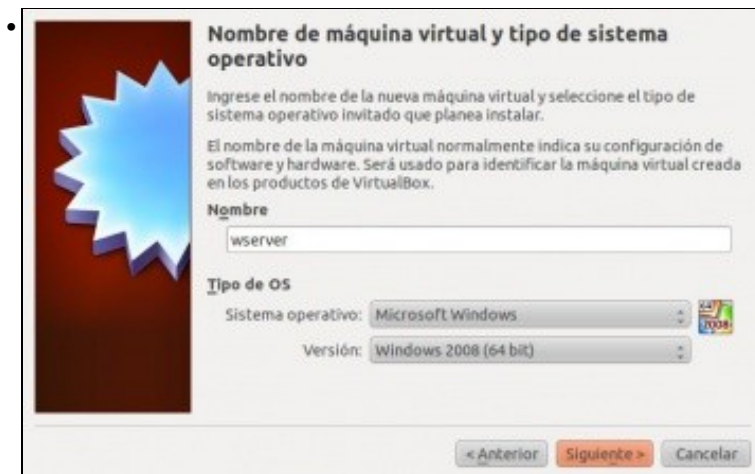 Nombre de máquina virtual y tipo de sistema
operativo
Ingrese el nombre de la nueva máquina virtual y seleccione el tipo de
sistema operativo invitado que planea instalar.
El nombre de la máquina virtual normalmente indica su configuración de
software y hardware. Será usado para identificar la máquina virtual creada
en los productos de VirtualBox.
Nombre
wserver
Tipo de OS
Sistema operativo: Microsoft Windows
64
2008
Versión: Windows 2008 (64 bit)
< Anterior Siguiente > Cancelar